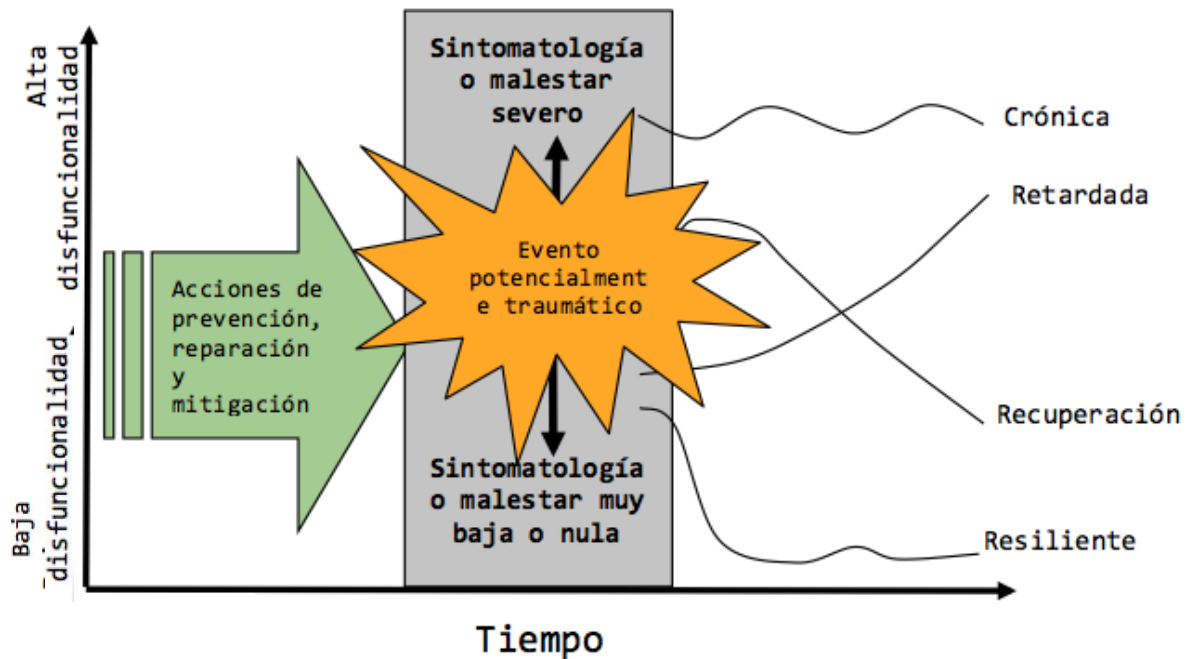 Alta
disfuncionalidad
Baja
disfuncionalidad
Acciones de
prevención,
reparación
y
mitigación
Sintomatología
o malestar
severo
Evento
potencialment
e traumático
Sintomatología
o malestar muy
baja o nula
Crónica
Retardada
Recuperación
Resiliente
Tiempo